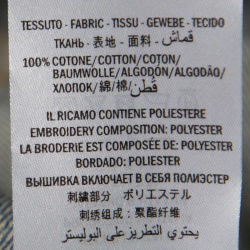 TESSUTO - FABRIC - TISSU - GEWEBE - TECIDO
ТКАНЬ - 表地 - 面料 - قماش
100% COTONE/COTTON/COTON/
BAUMWOLLE/ALGODÓN/ALGODÃO/
ХЛОПОК/綿/棉/ قُطن
IL RICAMO CONTIENE POLIESTERE
EMBROIDERY COMPOSITION: POLYESTER
LA BRODERIE EST COMPOSÉE DE: POLYESTER
BORDADO: POLIESTER
ВЫШИВКА ВКЛЮЧАЕТ В СЕБЯ ПОЛИЭСТЕР
刺繍部分 ポリエステル
刺绣组成：聚酯纤维
يحتوي التطريز على البوليستر